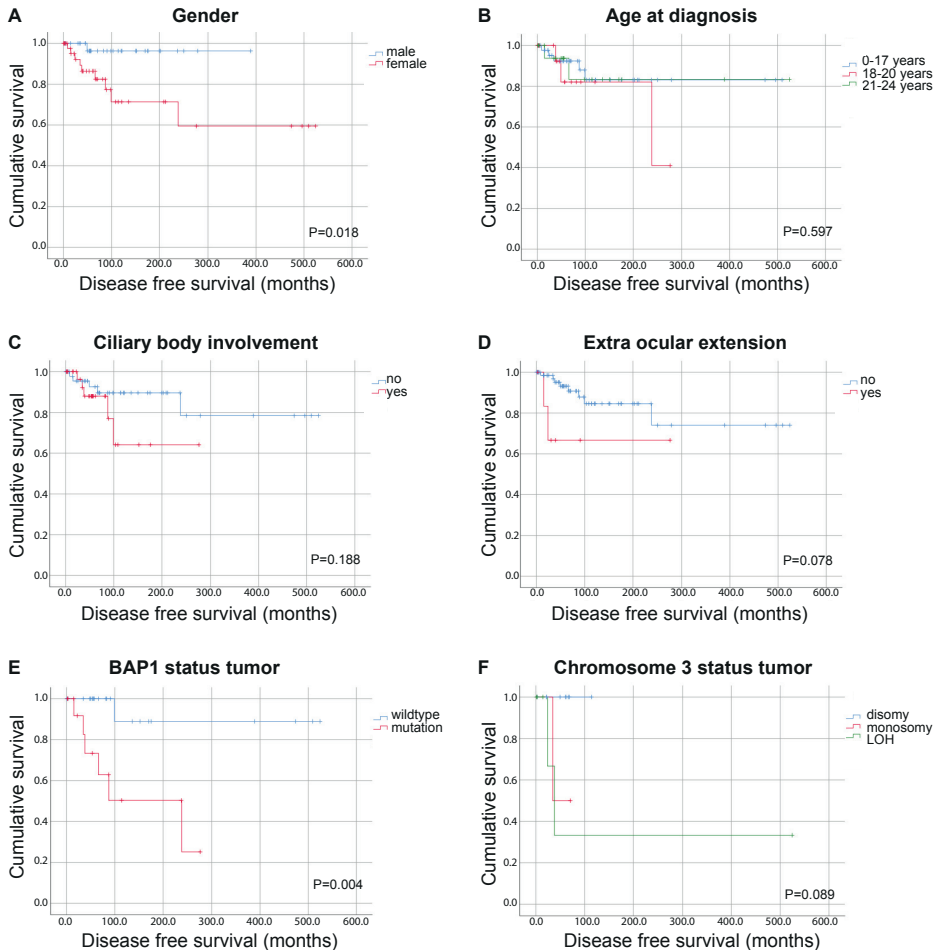 A Gender
1.0
0.8
0.6
0.4
0.2
0.0
Cumulative survival
male
female
P=0.018
0.0 100.0 200.0 300.0 400.0 500.0 600.0
Disease free survival (months)
B Age at diagnosis
1.0
0.8
0.6
0.4
0.2
0.0
Cumulative survival
0-17 years
18-20 years
21-24 years
P=0.597
0.0 100.0 200.0 300.0 400.0 500.0 600.0
Disease free survival (months)
C Ciliary body involvement
1.0
0.8
0.6
0.4
0.2
0.0
Cumulative survival
no
yes
P=0.188
0.0 100.0 200.0 300.0 400.0 500.0 600.0
Disease free survival (months)
D Extra ocular extension
1.0
0.8
0.6
0.4
0.2
0.0
Cumulative survival
no
yes
P=0.078
0.0 100.0 200.0 300.0 400.0 500.0 600.0
Disease free survival (months)
E BAP1 status tumor
1.0
0.8
0.6
0.4
0.2
0.0
Cumulative survival
wildtype
mutation
P=0.004
0.0 100.0 200.0 300.0 400.0 500.0 600.0
Disease free survival (months)
F Chromosome 3 status tumor
1.0
0.8
0.6
0.4
0.2
0.0
Cumulative survival
disomy
monosomy
LOH
P=0.089
0.0 100.0 200.0 300.0 400.0 500.0 600.0
Disease free survival (months)